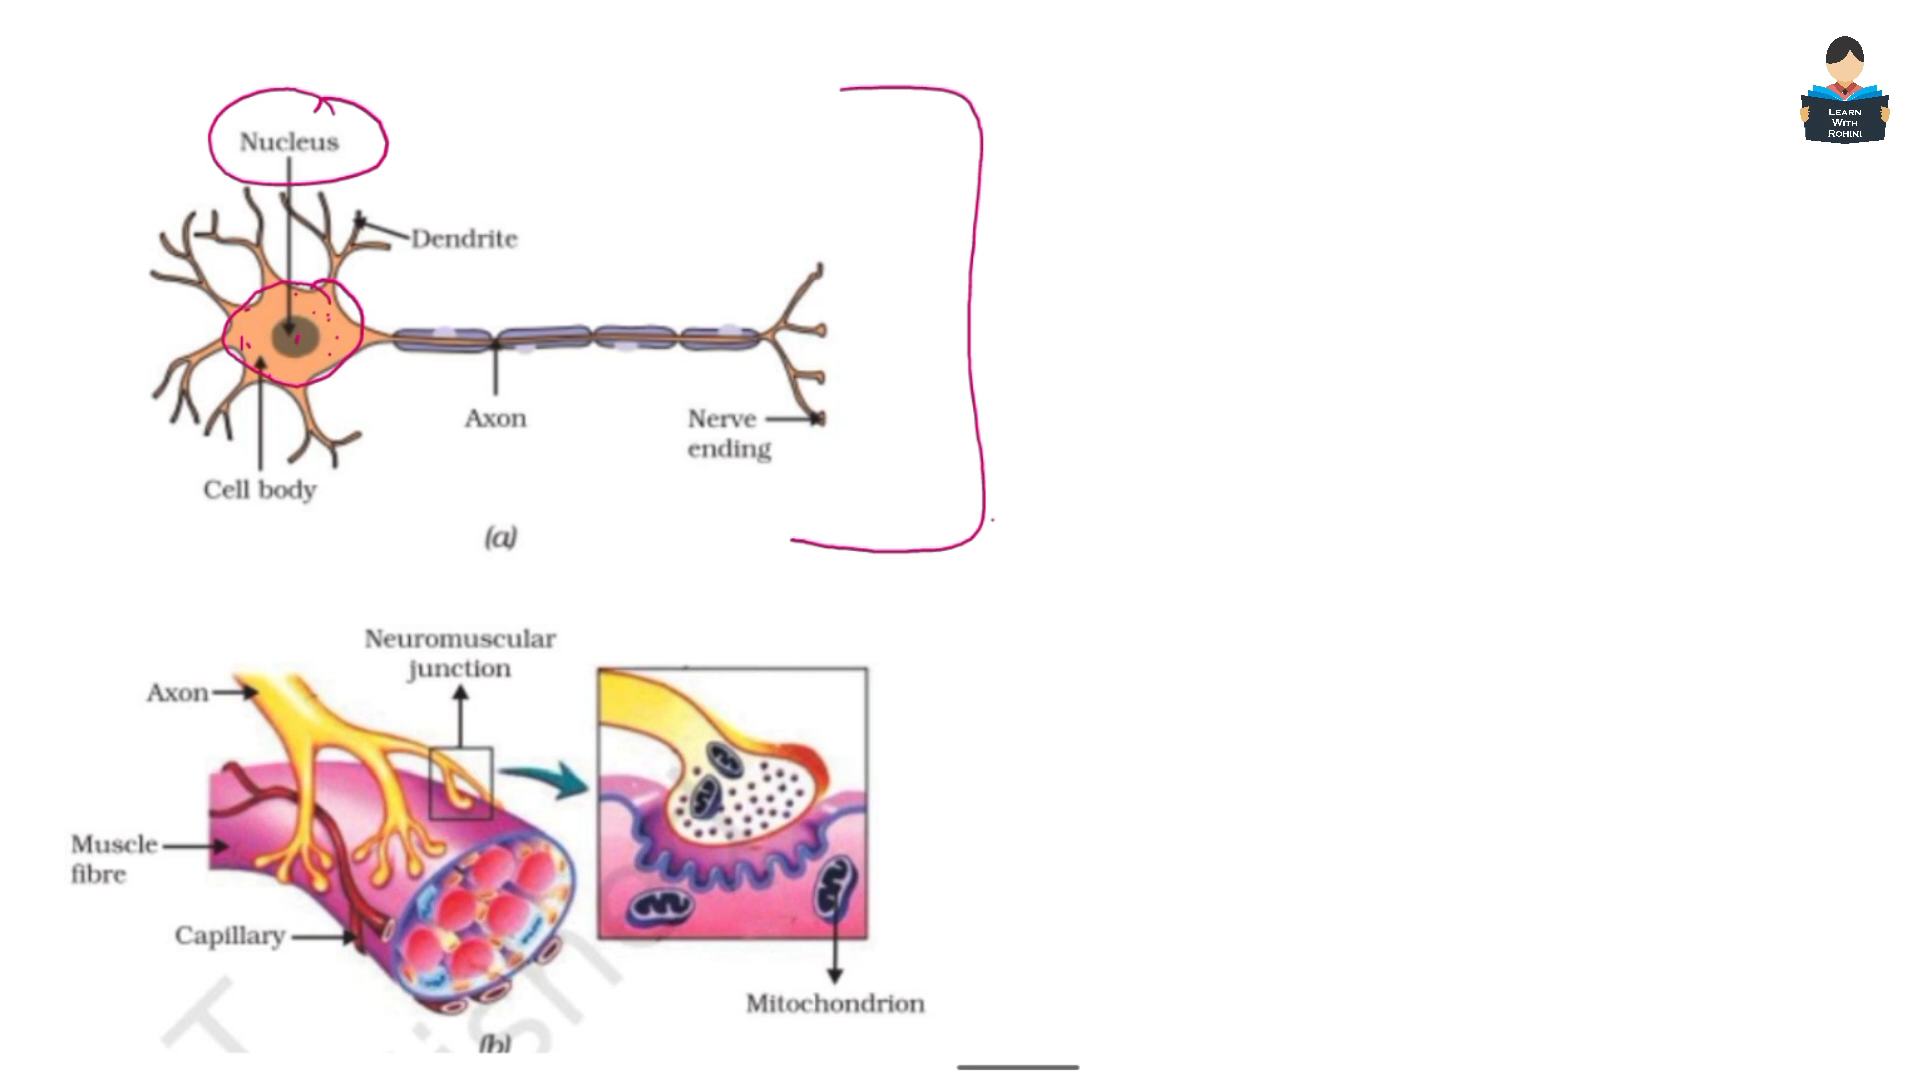 LEARN
WITH
ROHINI
Nucleus
Dendrite
Axon
Nerve
ending
Cell body
(a)
Neuromuscular
junction
Axon
Muscle
fibre
Capillary
Mitochondrion
(b)